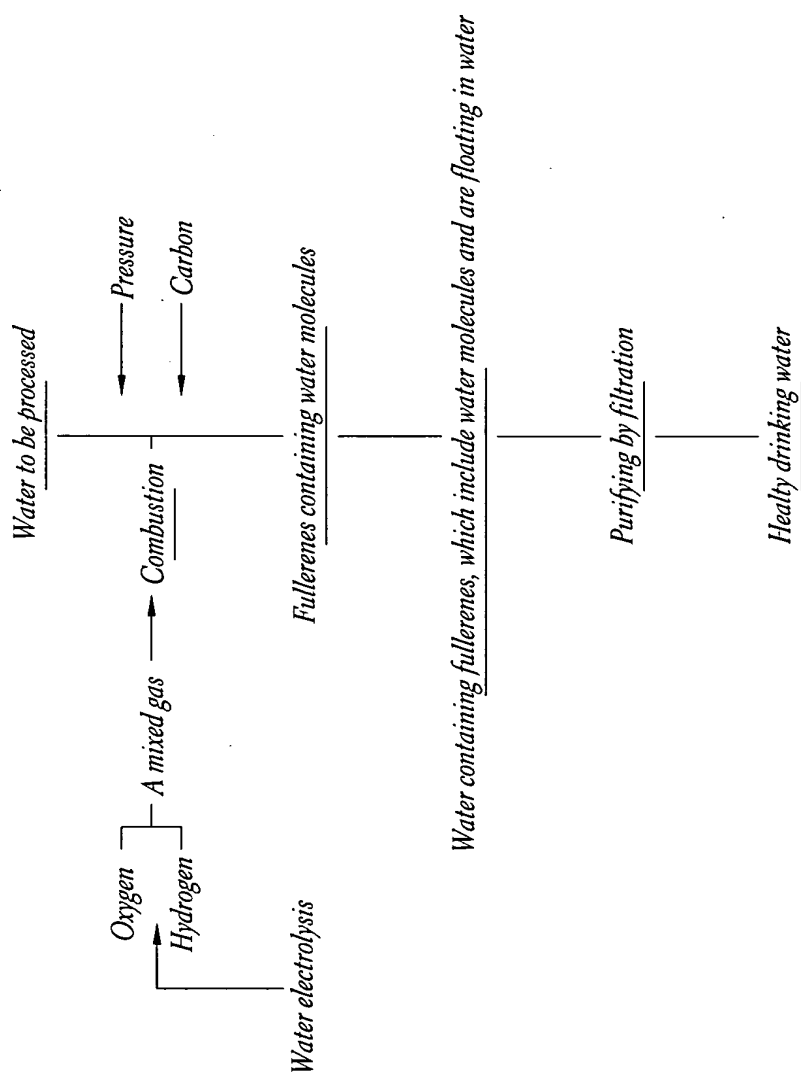 Water to be processed
Pressure
Carbon
Combustion
A mixed gas
Oxygen
Hydrogen
Water electrolysis
Fullerenes containing water molecules
Water containing fullerenes, which include water molecules and are floating in water
Purifying by filtration
Healty drinking water